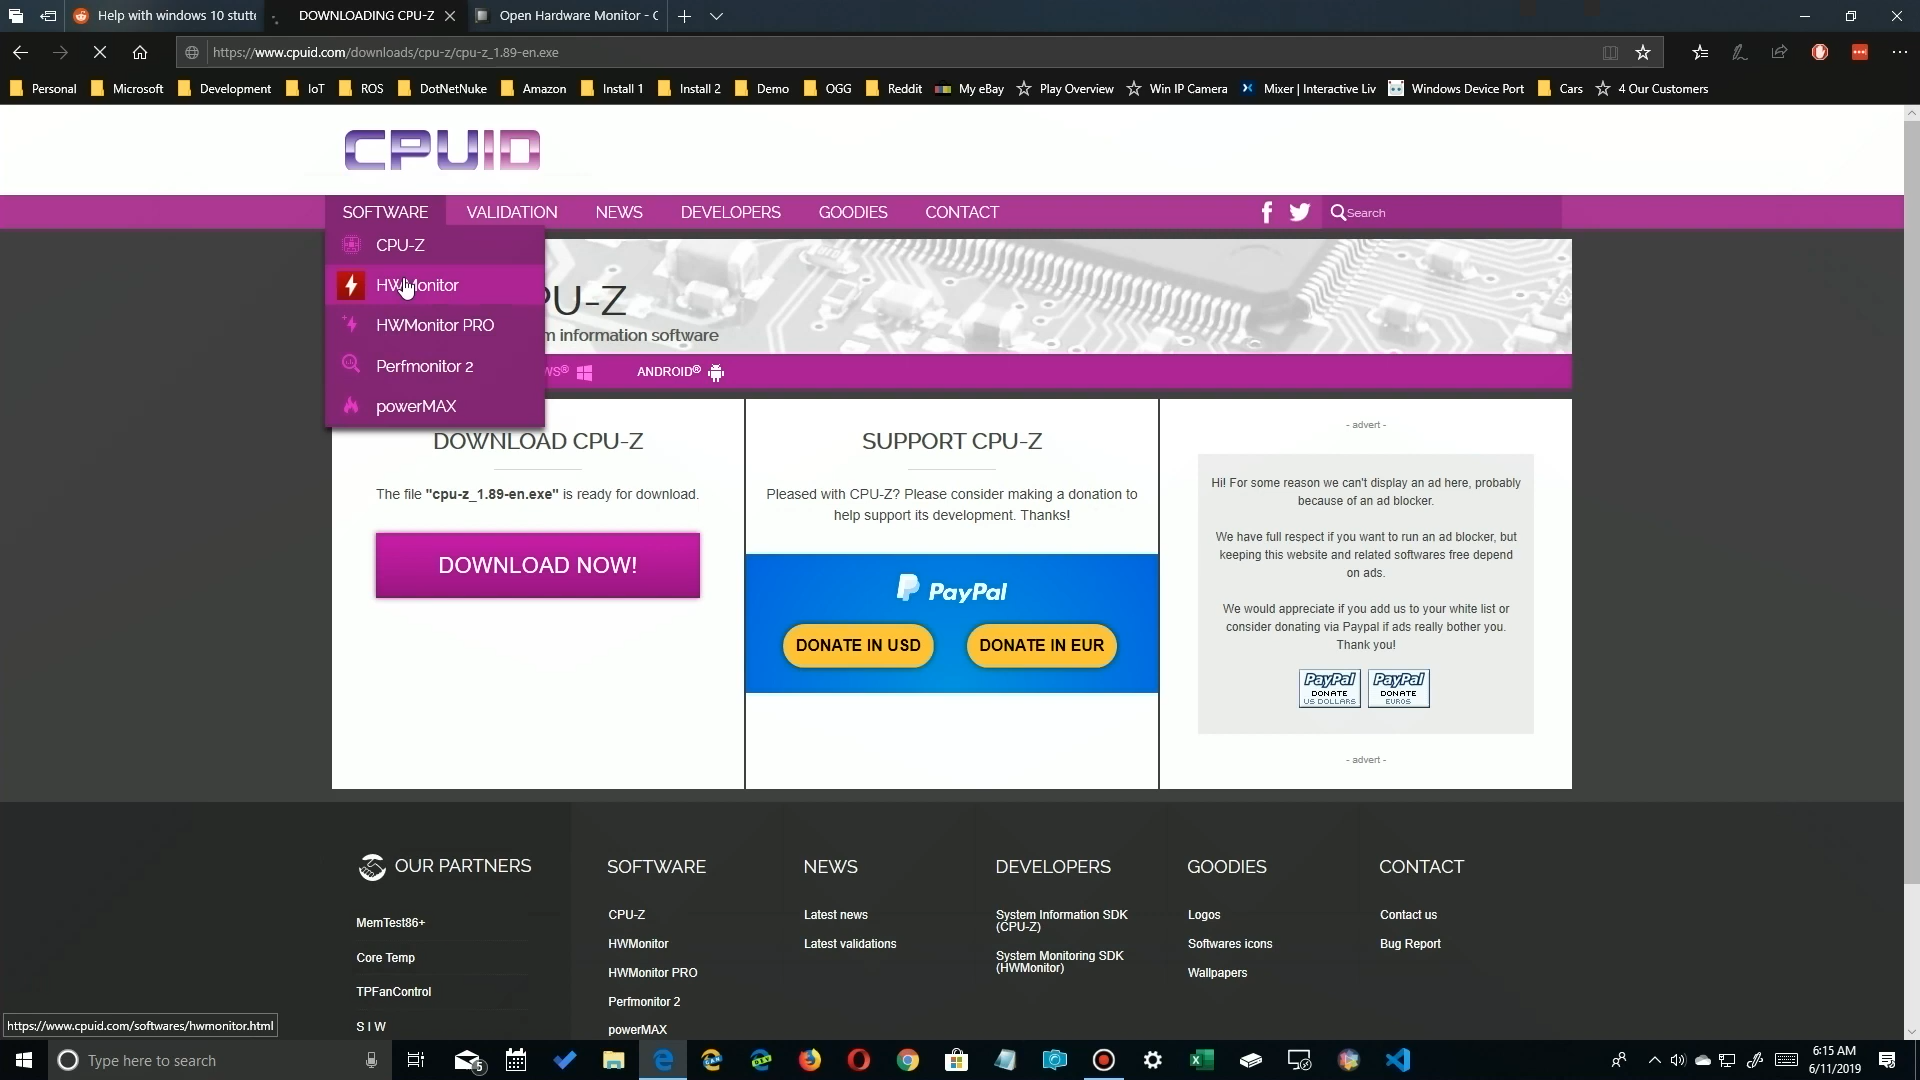 Help with windows 10 stutt
DOWNLOADING CPU-Z
Open Hardware Monitor - C
https://www.cpuid.com/downloads/cpu-z/cpu-z_1.89-en.exe
Personal
Microsoft
Development
IoT
ROS
DotNetNuke
Amazon
Install 1
Install 2
Demo
OGG
Reddit
My eBay
Play Overview
Win IP Camera
Mixer | Interactive Liv
Windows Device Port
Cars
4 Our Customers
CPUID
SOFTWARE
VALIDATION
NEWS
DEVELOPERS
GOODIES
CONTACT
Search
CPU-Z
HWMonitor
HWMonitor PRO
Perfmonitor 2
powerMAX
PU-Z
m information software
WS®
ANDROID®
DOWNLOAD CPU-Z
The file "cpu-z_1.89-en.exe" is ready for download.
DOWNLOAD NOW!
SUPPORT CPU-Z
Pleased with CPU-Z? Please consider making a donation to
help support its development. Thanks!
PayPal
DONATE IN USD
DONATE IN EUR
- advert -
Hi! For some reason we can't display an ad here, probably
because of an ad blocker.
We have full respect if you want to run an ad blocker, but
keeping this website and related softwares free depend
on ads.
We would appreciate if you add us to your white list or
consider donating via Paypal if ads really bother you.
Thank you!
PayPal
DONATE
US DOLLARS
PayPal
DONATE
EUROS
- advert -
OUR PARTNERS
MemTest86+
Core Temp
TPFanControl
S I W
SOFTWARE
CPU-Z
HWMonitor
HWMonitor PRO
Perfmonitor 2
powerMAX
NEWS
Latest news
Latest validations
DEVELOPERS
System Information SDK
(CPU-Z)
System Monitoring SDK
(HWMonitor)
GOODIES
Logos
Softwares icons
Wallpapers
CONTACT
Contact us
Bug Report
https://www.cpuid.com/softwares/hwmonitor.html
Type here to search
5
6:15 AM
6/11/2019